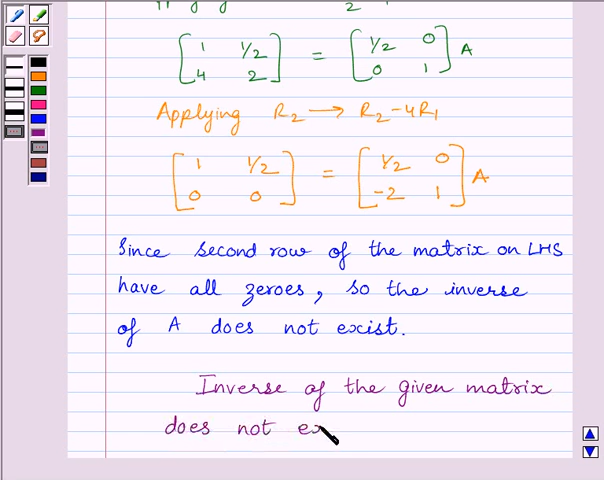 2
[1 1/2] = [1/2 0] A
[4 2] [0 1]
Applying R₂ → R₂-4R₁
[1 1/2] = [1/2 0] A
[0 0] [-2 1]
Since second row of the matrix on LHS
have all zeroes, so the inverse
of A does not exist.
Inverse of the given matrix
does not ex